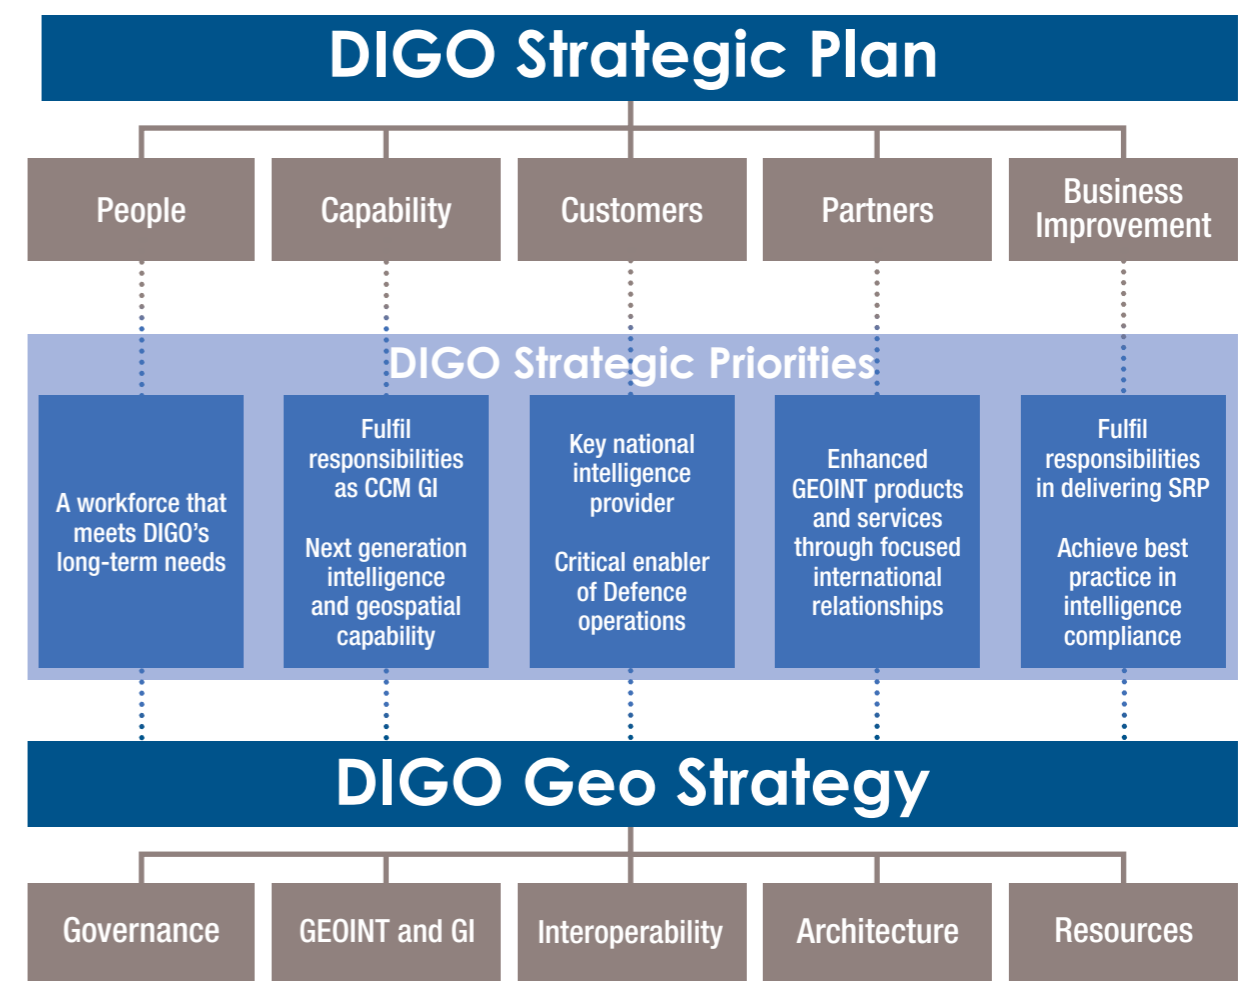 DIGO Strategic Plan
People
Capability
Customers
Partners
Business
Improvement
DIGO Strategic Priorities
A workforce that
meets DIGO’s
long-term needs
Fulfil
responsibilities
as CCM GI
Next generation
intelligence
and geospatial
capability
Key national
intelligence
provider
Critical enabler
of Defence
operations
Enhanced
GEOINT products
and services
through focused
international
relationships
Fulfil
responsibilities
in delivering SRP
Achieve best
practice in
intelligence
compliance
DIGO Geo Strategy
Governance
GEOINT and GI
Interoperability
Architecture
Resources